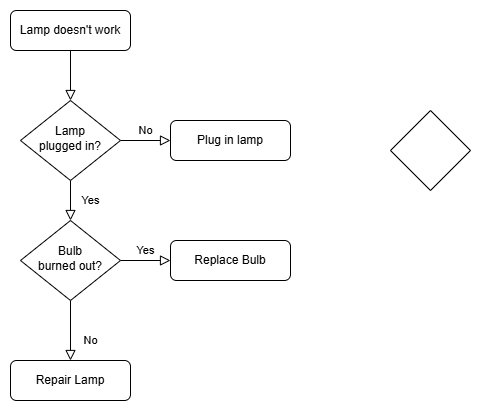 Lamp doesn't work
Lamp
plugged in?
No
Plug in lamp
Yes
Bulb
burned out?
Yes
Replace Bulb
No
Repair Lamp